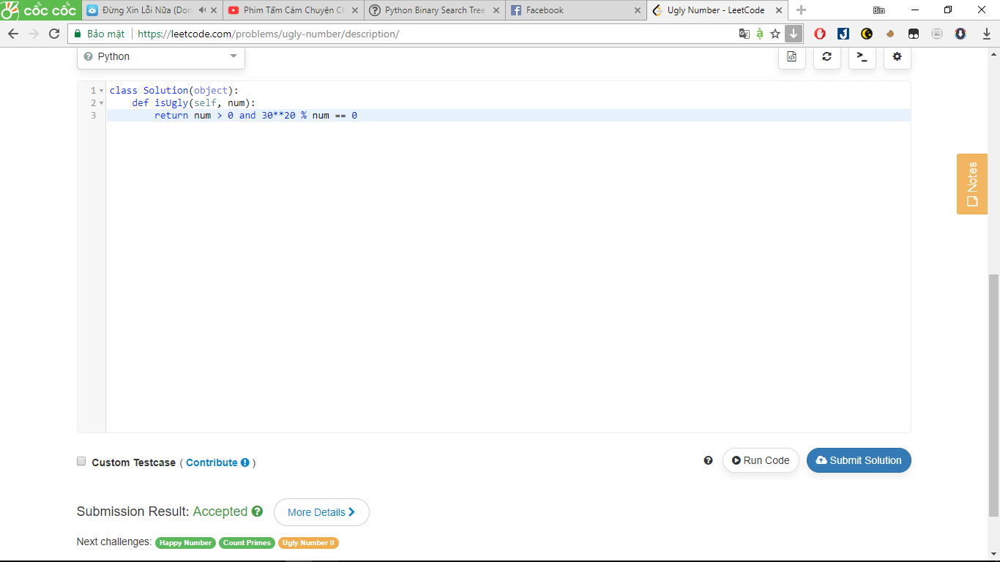 cốc cốc
Đừng Xin Lỗi Nữa (Don
Phim Tấm Cám Chuyện Ch
Python Binary Search Tree
Facebook
Ugly Number - LeetCode
Bin
Bảo mật
https://leetcode.com/problems/ugly-number/description/
Python
1 class Solution(object):
2 def isUgly(self, num):
3 return num > 0 and 30**20 % num == 0
Notes
Custom Testcase ( Contribute )
Run Code
Submit Solution
Submission Result: Accepted
More Details
Next challenges: Happy Number Count Primes Ugly Number II